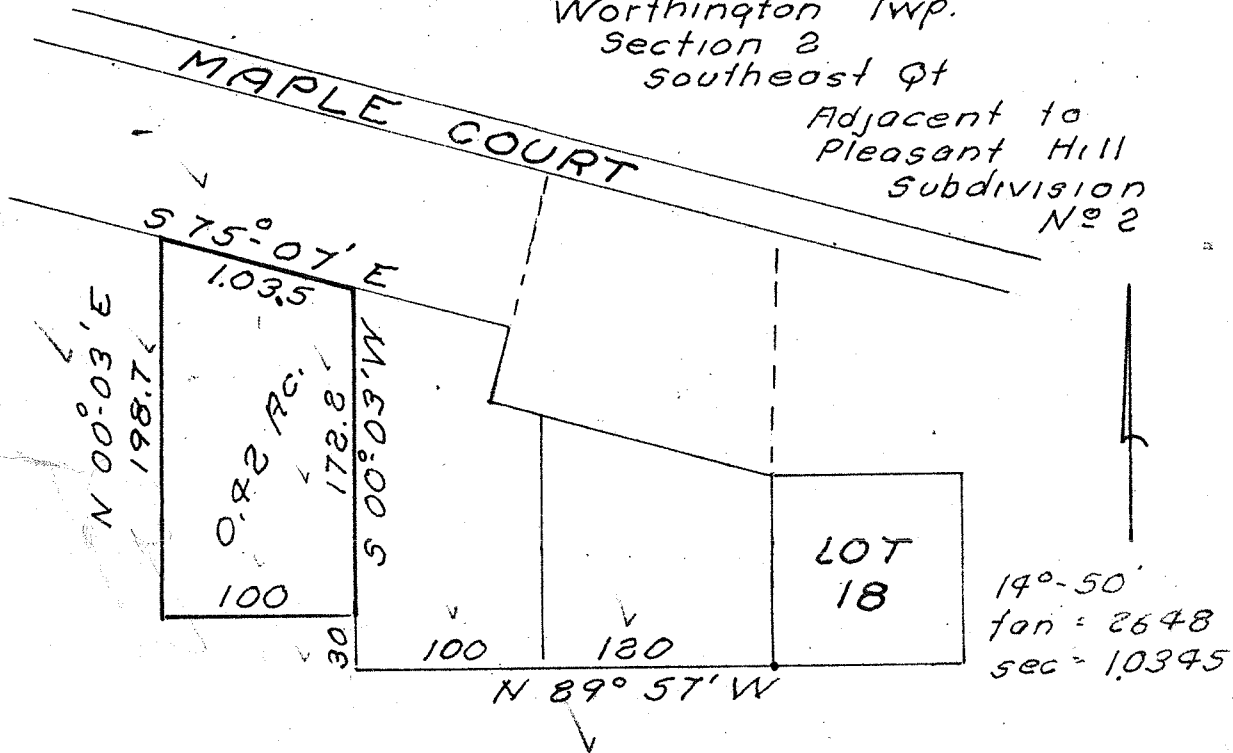 Worthington Twp.
Section 2
Southeast Qt
Adjacent to
Pleasant Hill
Subdivision
Nº 2
MAPLE COURT
S 75°-07' E
103.5
N 00°-03' E
198.7
0.42 Ac.
172.2
S 00°-03' W
100
30
100
120
N 89° 57' W
LOT
18
14°-50'
tan = 2648
sec = 1.0345